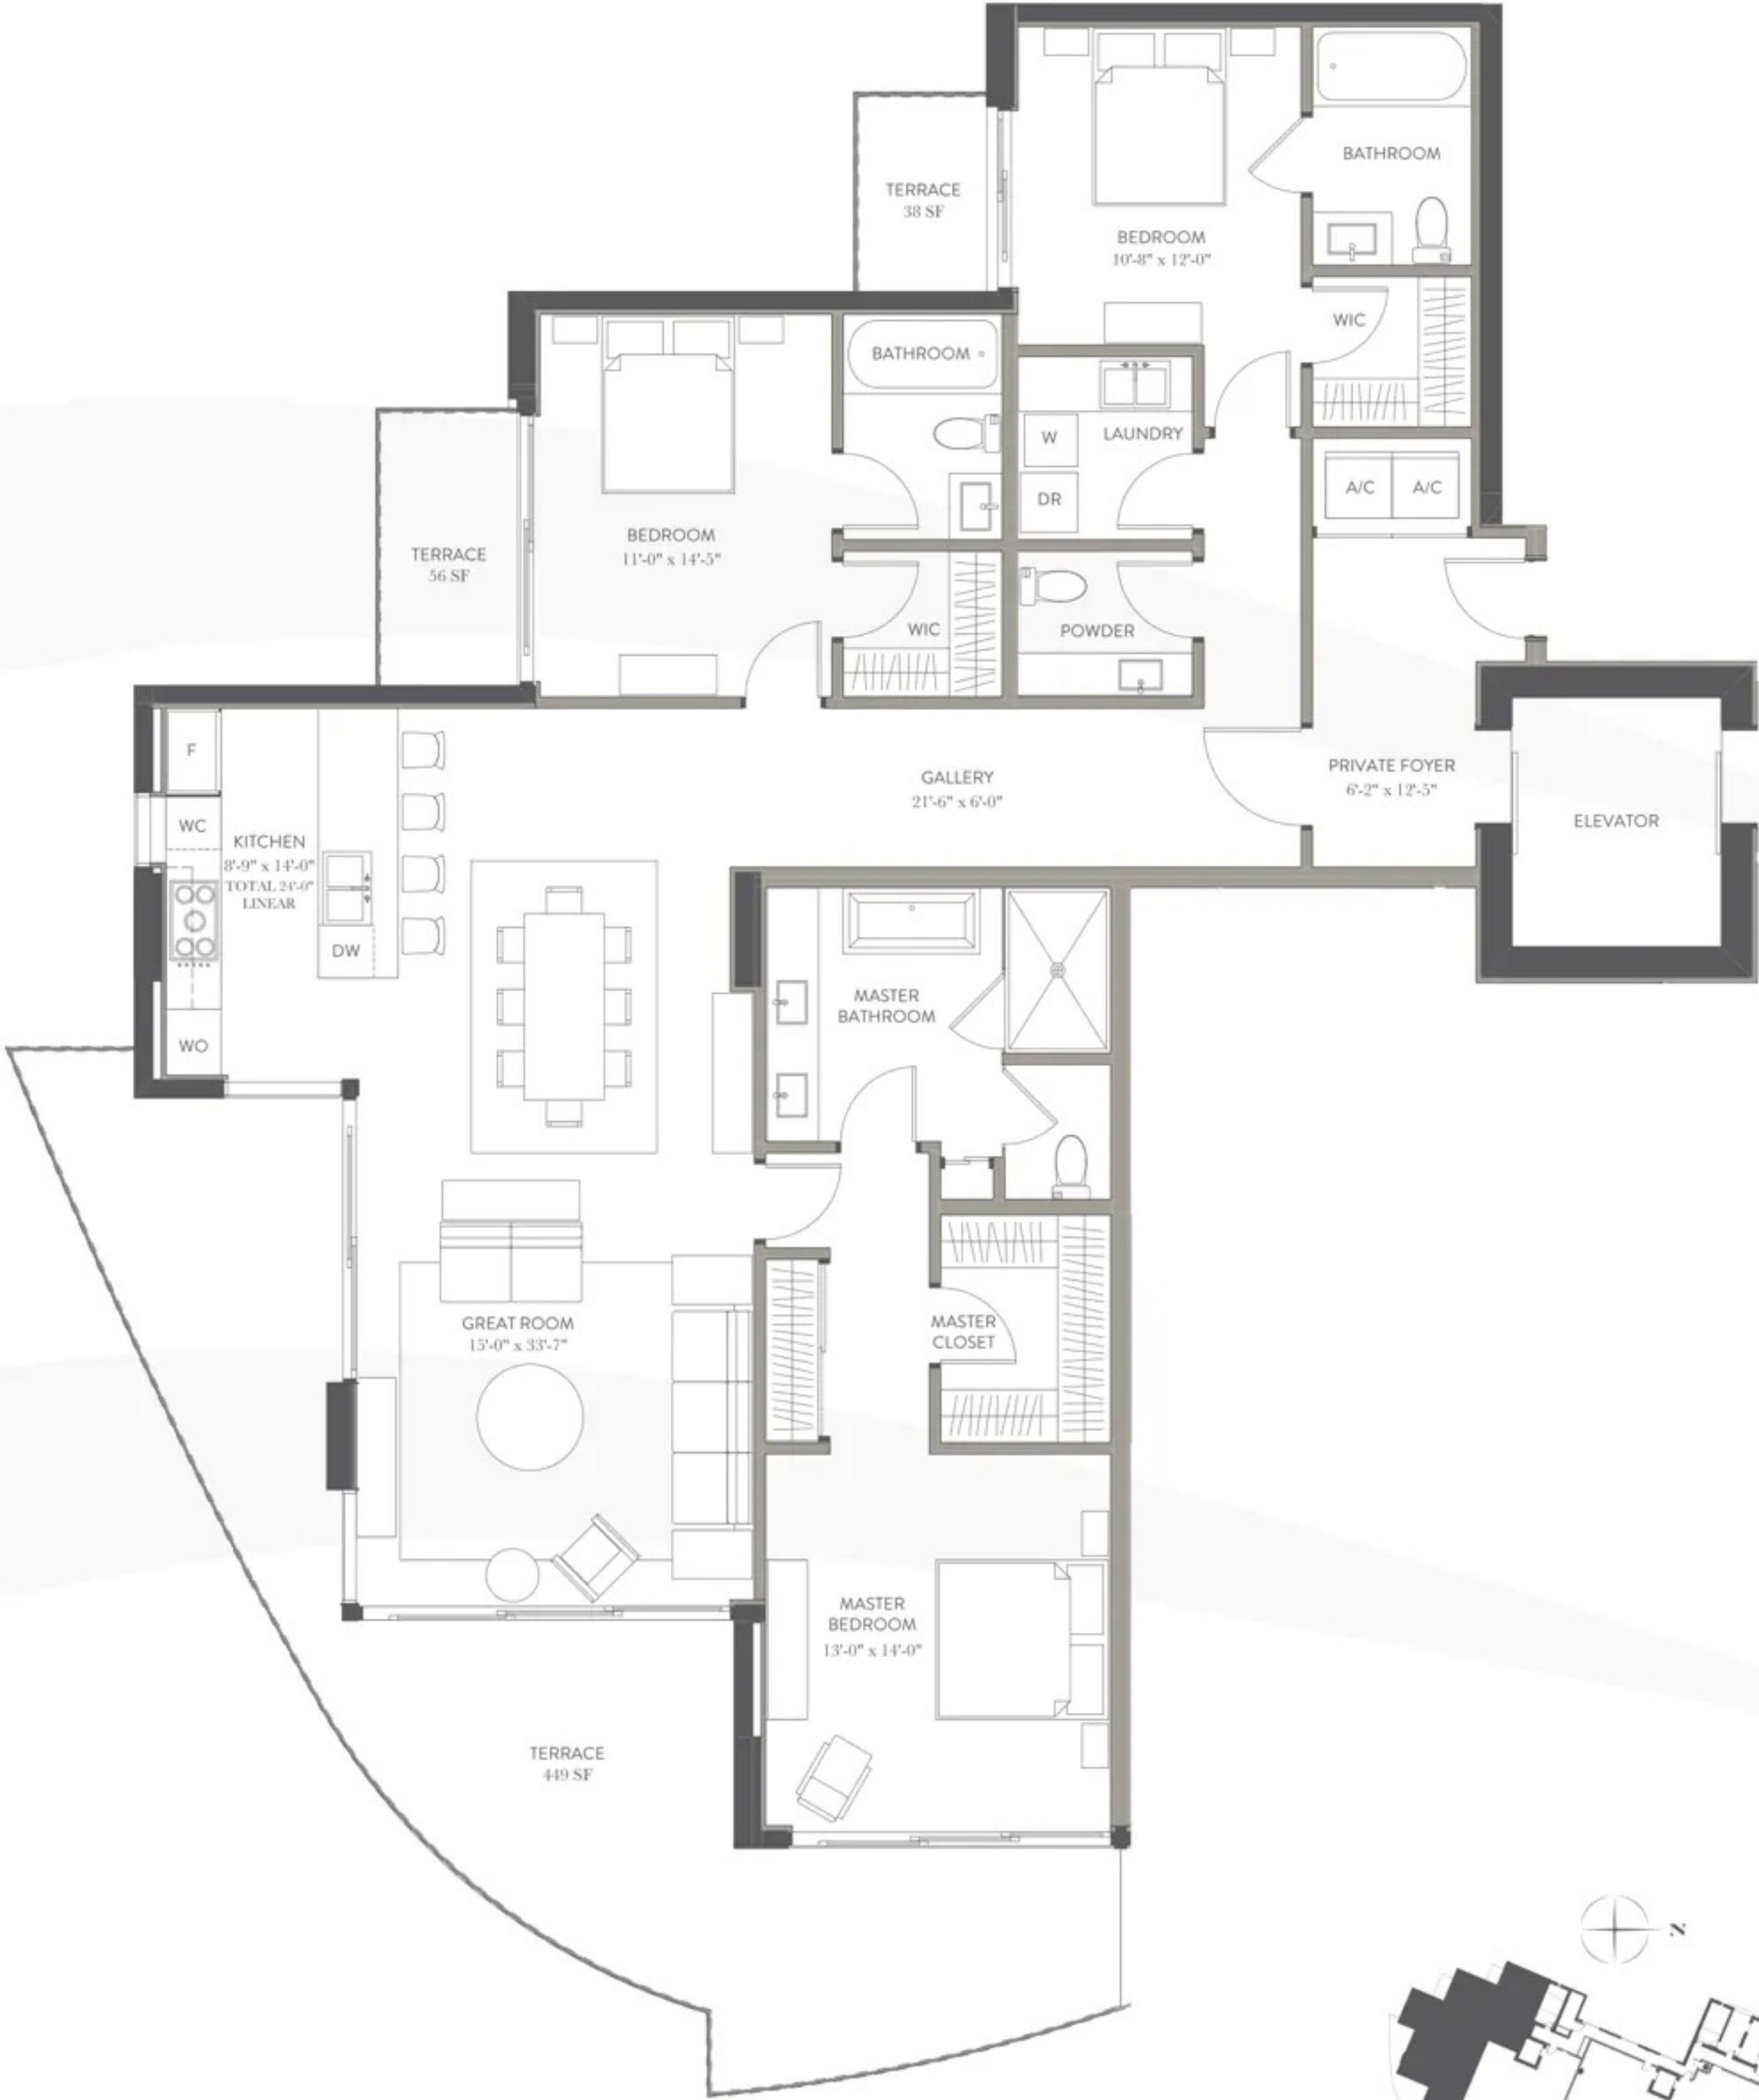 BATHROOM
TERRACE
38 SF
BEDROOM
10'-8" x 12'-0"
WIC
BATHROOM
W
LAUNDRY
DR
A/C
A/C
BEDROOM
11'-0" x 14'-5"
TERRACE
56 SF
WIC
POWDER
F
WC
KITCHEN
8'-9" x 14'-0"
TOTAL 24'-0"
LINEAR
DW
WO
GALLERY
21'-6" x 6'-0"
PRIVATE FOYER
6'-2" x 12'-5"
ELEVATOR
MASTER
BATHROOM
GREAT ROOM
15'-0" x 33'-7"
MASTER
CLOSET
MASTER
BEDROOM
13'-0" x 14'-0"
TERRACE
449 SF
N